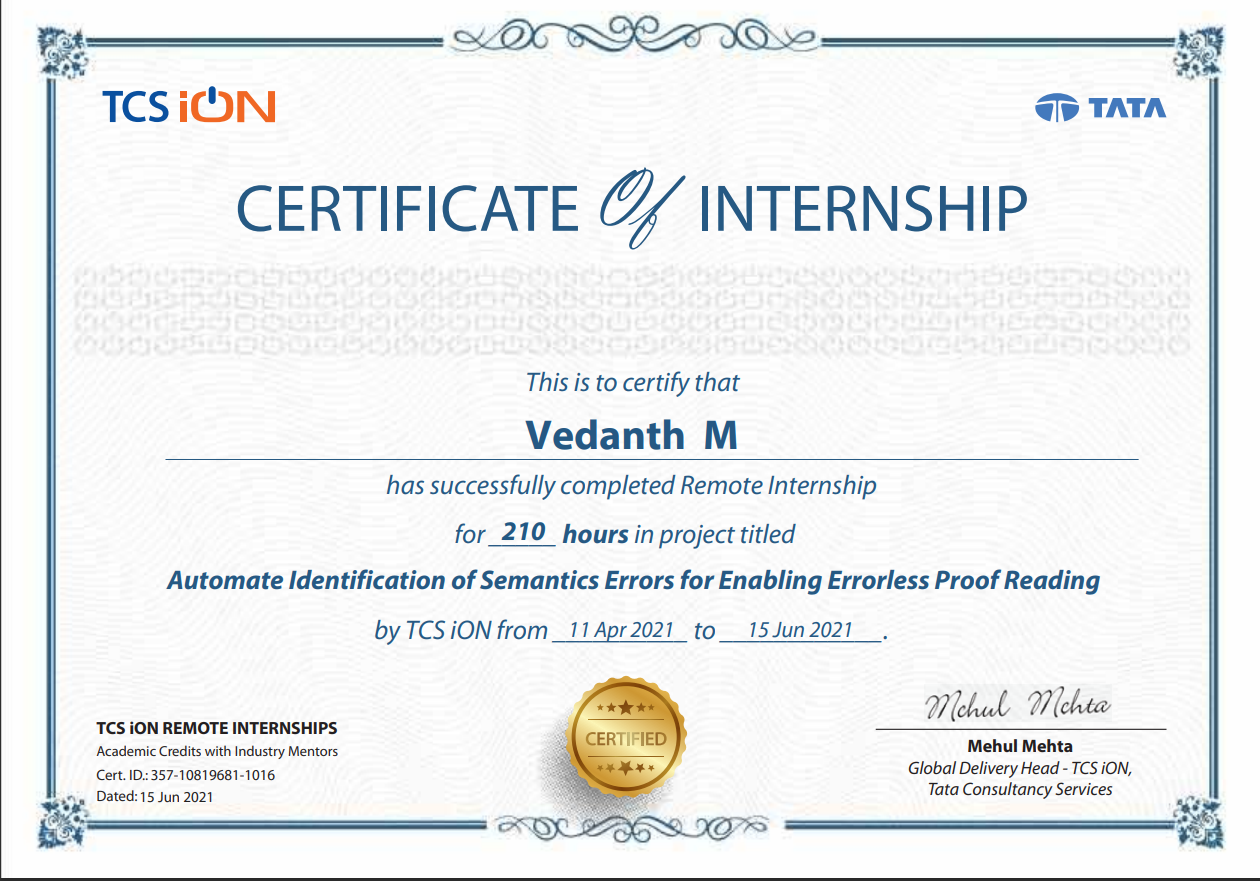 TCS iON
TATA
CERTIFICATE Of INTERNSHIP
This is to certify that
Vedanth M
has successfully completed Remote Internship
for 210 hours in project titled
Automate Identification of Semantics Errors for Enabling Errorless Proof Reading
by TCS iON from 11 Apr 2021 to 15 Jun 2021.
CERTIFIED
TCS iON REMOTE INTERNSHIPS
Academic Credits with Industry Mentors
Cert. ID.: 357-10819681-1016
Dated: 15 Jun 2021
Mehul Mehta
Mehul Mehta
Global Delivery Head - TCS iON,
Tata Consultancy Services